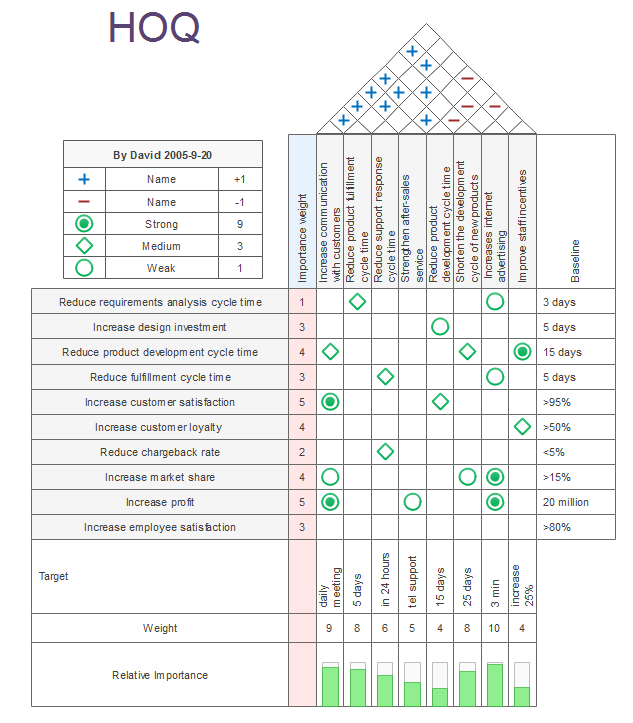 HOQ
By David 2005-9-20
+ Name +1
− Name -1
Strong 9
Medium 3
Weak 1
Importance weight
Increase communication
with customers
Reduce product fulfillment
cycle time
Reduce support response
cycle time
Strengthen after-sales
service
Reduce product
development cycle time
Shorten the development
cycle of new products
Increases internet
advertising
Improve staff incentives
Baseline
Reduce requirements analysis cycle time 1 3 days
Increase design investment 3 5 days
Reduce product development cycle time 4 15 days
Reduce fulfillment cycle time 3 5 days
Increase customer satisfaction 5 >95%
Increase customer loyalty 4 >50%
Reduce chargeback rate 2 <5%
Increase market share 4 >15%
Increase profit 5 20 million
Increase employee satisfaction 3 >80%
Target
daily
meeting
5 days
in 24 hours
tel support
15 days
25 days
3 min
increase
25%
Weight 9 8 6 5 4 8 10 4
Relative Importance